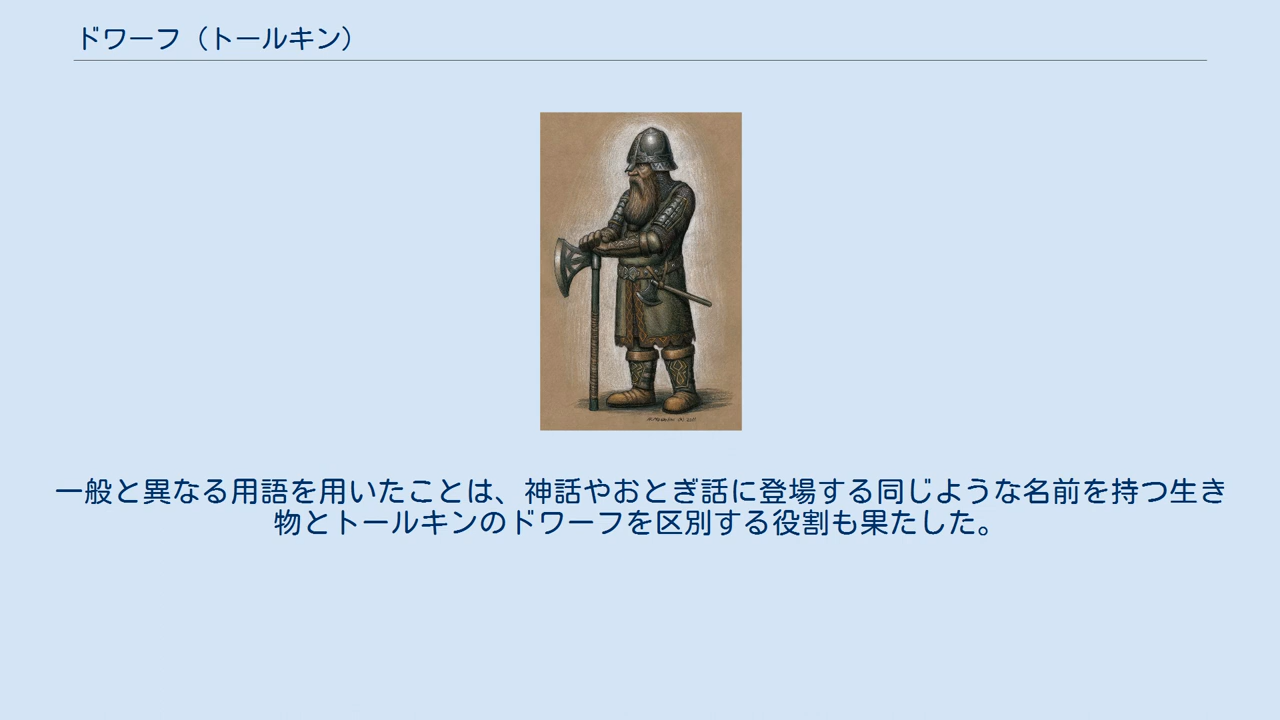 ドワーフ（トールキン）
一般と異なる用語を用いたことは、神話やおとぎ話に登場する同じような名前を持つ生き
物とトールキンのドワーフを区別する役割も果たした。